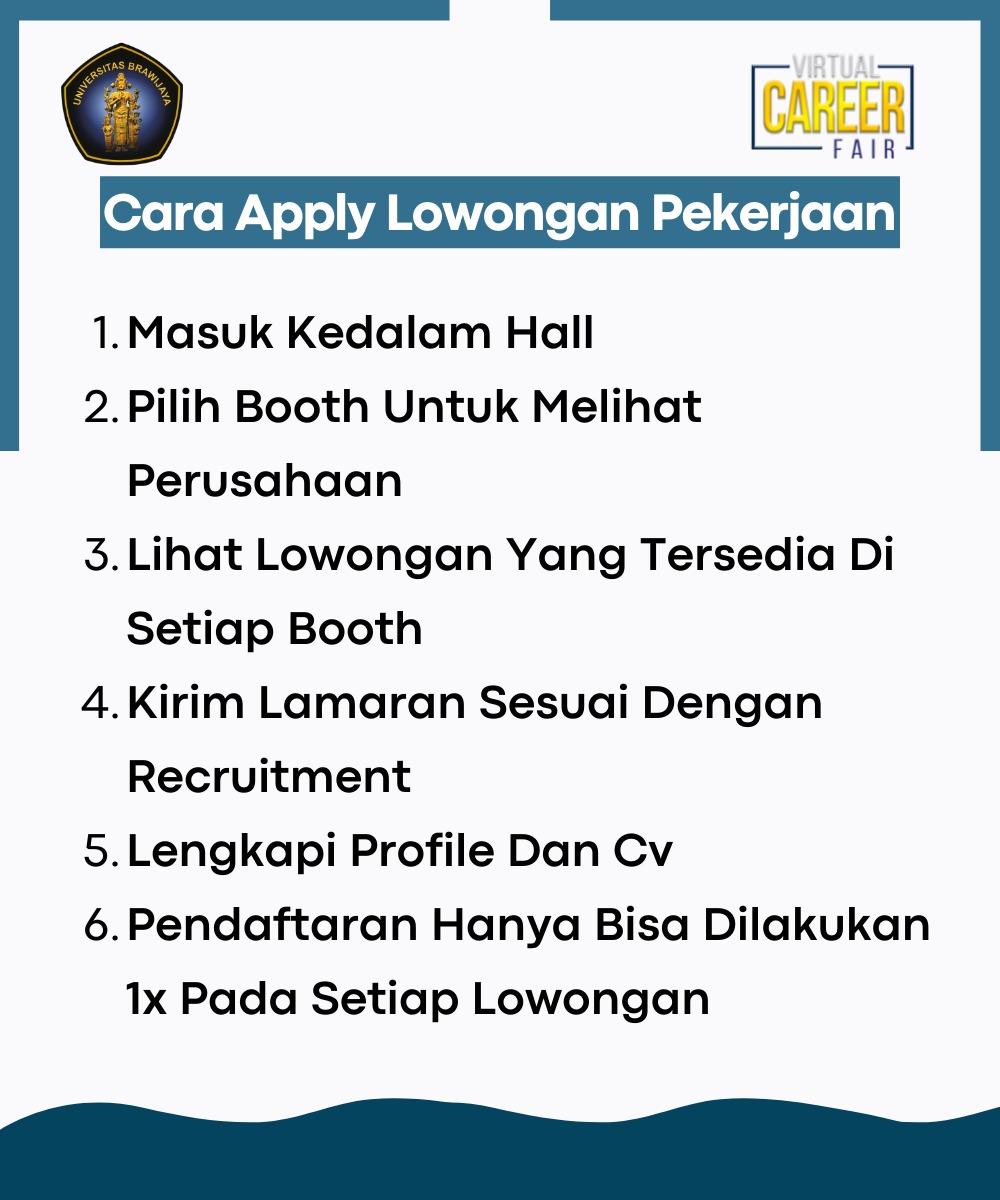 UNIVERSITAS BRAWIJAYA
VIRTUAL
CAREER
FAIR
Cara Apply Lowongan Pekerjaan
1. Masuk Kedalam Hall
2. Pilih Booth Untuk Melihat
Perusahaan
3. Lihat Lowongan Yang Tersedia Di
Setiap Booth
4. Kirim Lamaran Sesuai Dengan
Recruitment
5. Lengkapi Profile Dan Cv
6. Pendaftaran Hanya Bisa Dilakukan
1x Pada Setiap Lowongan